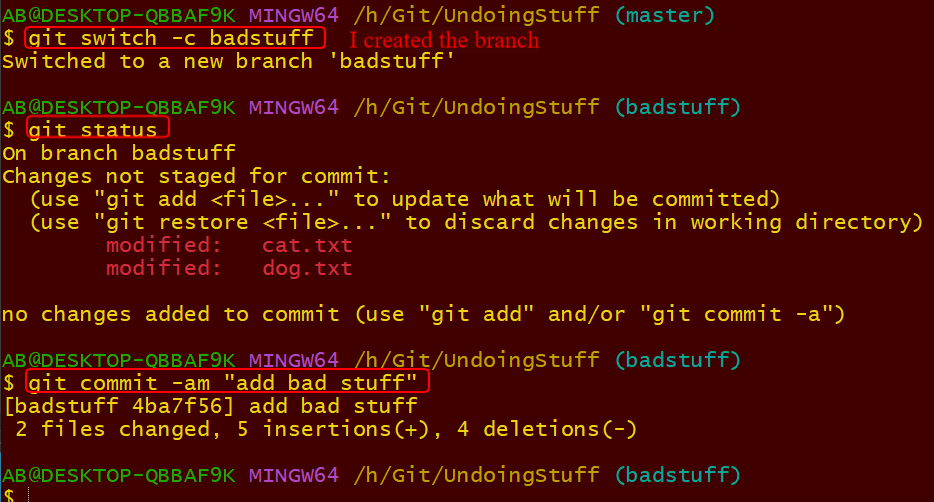 AB@DESKTOP-QBBAF9K MINGW64 /h/Git/UndoingStuff (master)
$ git switch -c badstuff I created the branch
Switched to a new branch 'badstuff'
AB@DESKTOP-QBBAF9K MINGW64 /h/Git/UndoingStuff (badstuff)
$ git status
On branch badstuff
Changes not staged for commit:
  (use "git add <file>..." to update what will be committed)
  (use "git restore <file>..." to discard changes in working directory)
        modified:   cat.txt
        modified:   dog.txt
no changes added to commit (use "git add" and/or "git commit -a")
AB@DESKTOP-QBBAF9K MINGW64 /h/Git/UndoingStuff (badstuff)
$ git commit -am "add bad stuff"
[badstuff 4ba7f56] add bad stuff
 2 files changed, 5 insertions(+), 4 deletions(-)
AB@DESKTOP-QBBAF9K MINGW64 /h/Git/UndoingStuff (badstuff)
$